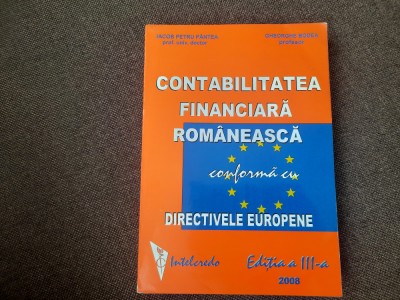 IACOB PETRU PÂNTEA
prof. univ. doctor
GHEORGHE BODEA
profesor
CONTABILITATEA
FINANCIARĂ
ROMÂNEASCĂ
conformă cu
DIRECTIVELE EUROPENE
Intelcredo
Ediţia a III-a
2008